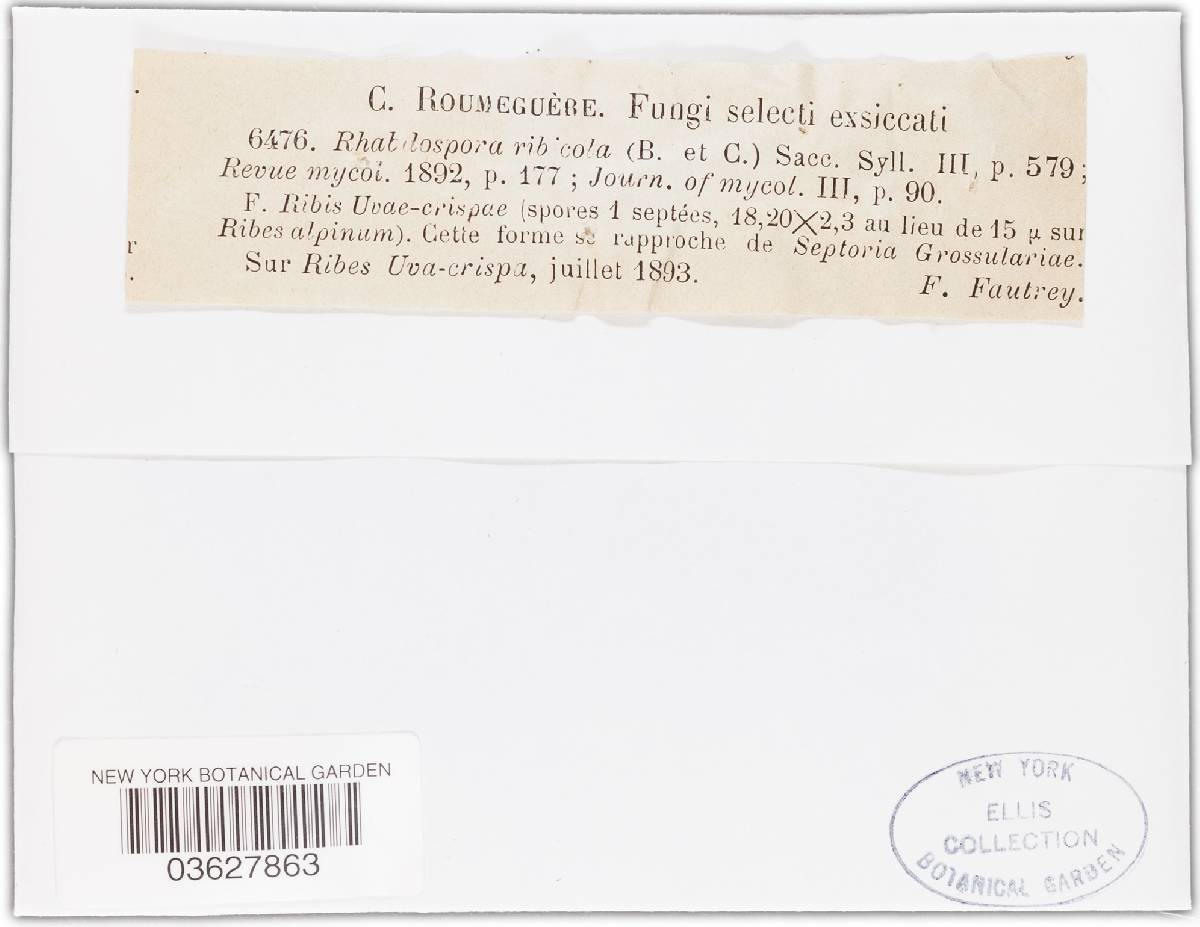 C. ROUMEGUÈRE. Fungi selecti exsiccati
6476. Rhabdospora ribicola (B. et C.) Sacc. Syll. III, p. 579 ;
Revue mycol. 1892, p. 177 ; Journ. of mycol. III, p. 90.
F. Ribis Uvae-crispae (spores 1 septées, 18,20×2,3 au lieu de 15 µ sur
Ribes alpinum). Cette forme se rapproche de Septoria Grossulariae.
Sur Ribes Uva-crispa, juillet 1893.
F. Fautrey.
r
NEW YORK BOTANICAL GARDEN
03627863
NEW YORK
ELLIS
COLLECTION
BOTANICAL GARDEN